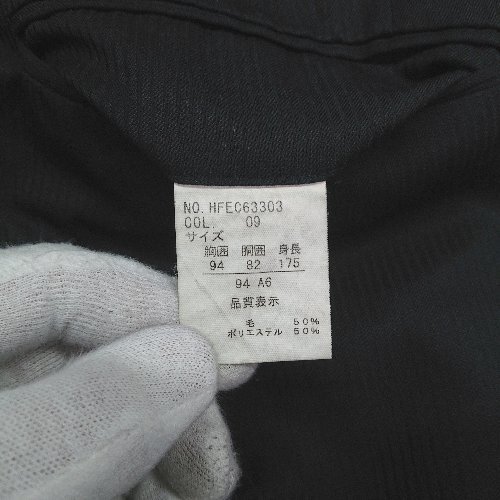 NO. HFEC63303
COL. 09
サイズ
胸囲 胴囲 身長
94 82 175
94 A6
品質表示
毛 50%
ポリエステル 50%